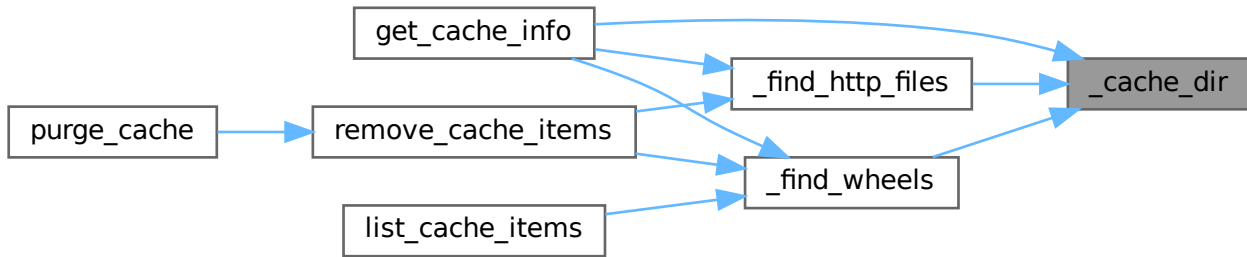 get_cache_info
_find_http_files
_cache_dir
purge_cache
remove_cache_items
_find_wheels
list_cache_items